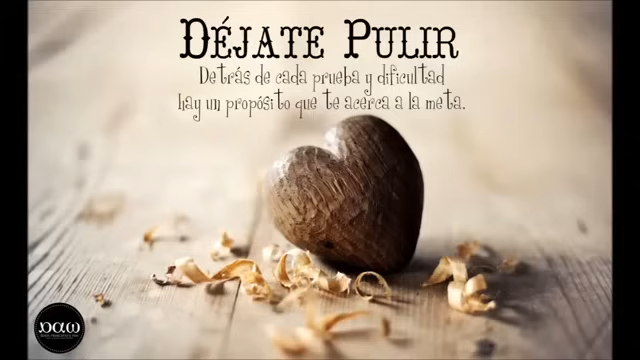 DÉJATE PULIR
Detrás de cada prueba y dificultad
hay un propósito que te acerca a la meta.